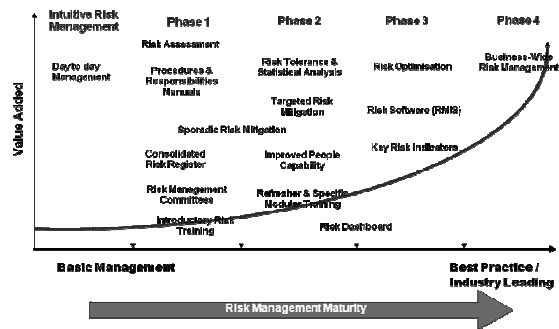 Intuitive Risk
Management
Phase 1
Phase 2
Phase 3
Phase 4
Value Added
Day to day
Management
Risk Assessment
Procedures &
Responsibilities
Manuals
Sporadic Risk Mitigation
Consolidated
Risk Register
Risk Management
Committees
Introductory Risk
Training
Risk Tolerance &
Statistical Analysis
Targeted Risk
Mitigation
Improved People
Capability
Refresher & Specific
Modular Training
Risk Optimisation
Risk Software (RMIS)
Key Risk Indicators
Risk Dashboard
Business-Wide
Risk Management
Basic Management
Best Practice /
Industry Leading
Risk Management Maturity